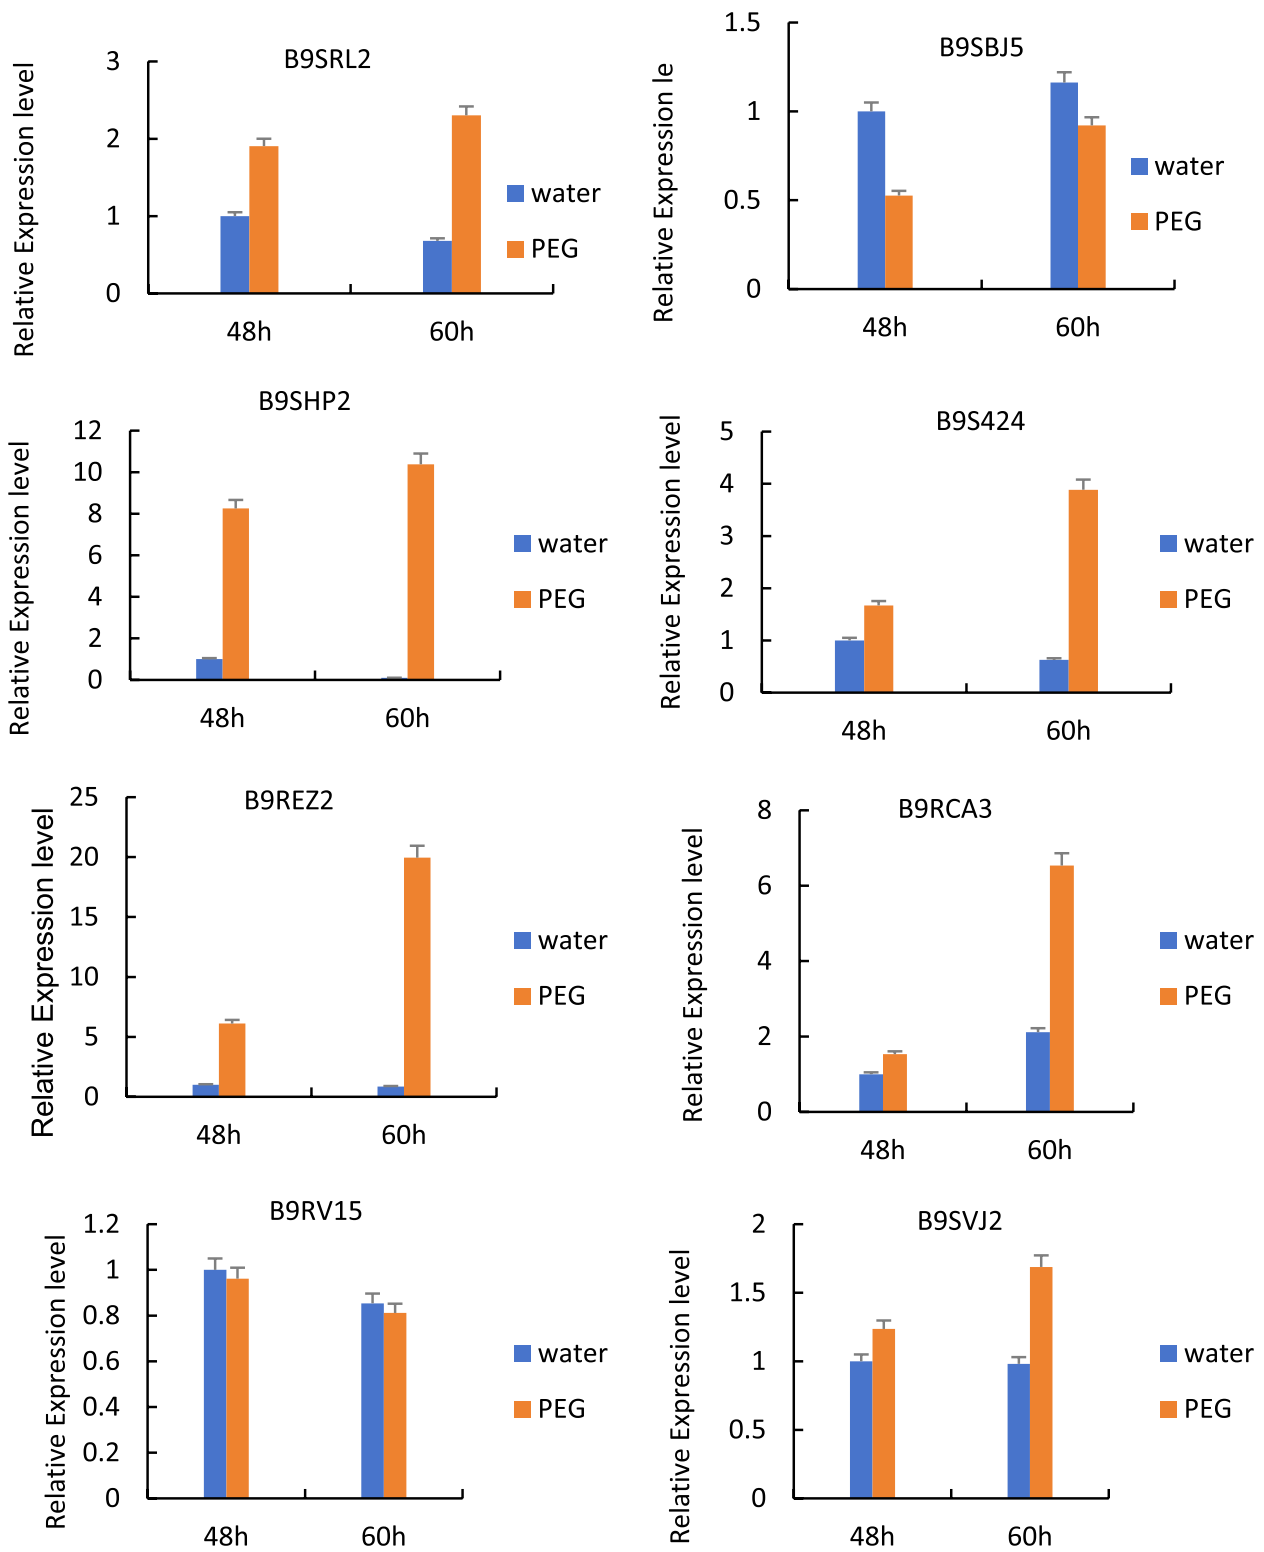 B9SRL2
Relative Expression level
3
2
1
0
48h
60h
water
PEG
B9SBJ5
Relative Expression le
1.5
1
0.5
0
48h
60h
water
PEG
B9SHP2
Relative Expression level
12
10
8
6
4
2
0
48h
60h
water
PEG
B9S424
Relative Expression level
5
4
3
2
1
0
48h
60h
water
PEG
B9REZ2
Relative Expression level
25
20
15
10
5
0
48h
60h
water
PEG
B9RCA3
Relative Expression level
8
6
4
2
0
48h
60h
water
PEG
B9RV15
Relative Expression level
1.2
1
0.8
0.6
0.4
0.2
0
48h
60h
water
PEG
B9SVJ2
Relative Expression level
2
1.5
1
0.5
0
48h
60h
water
PEG